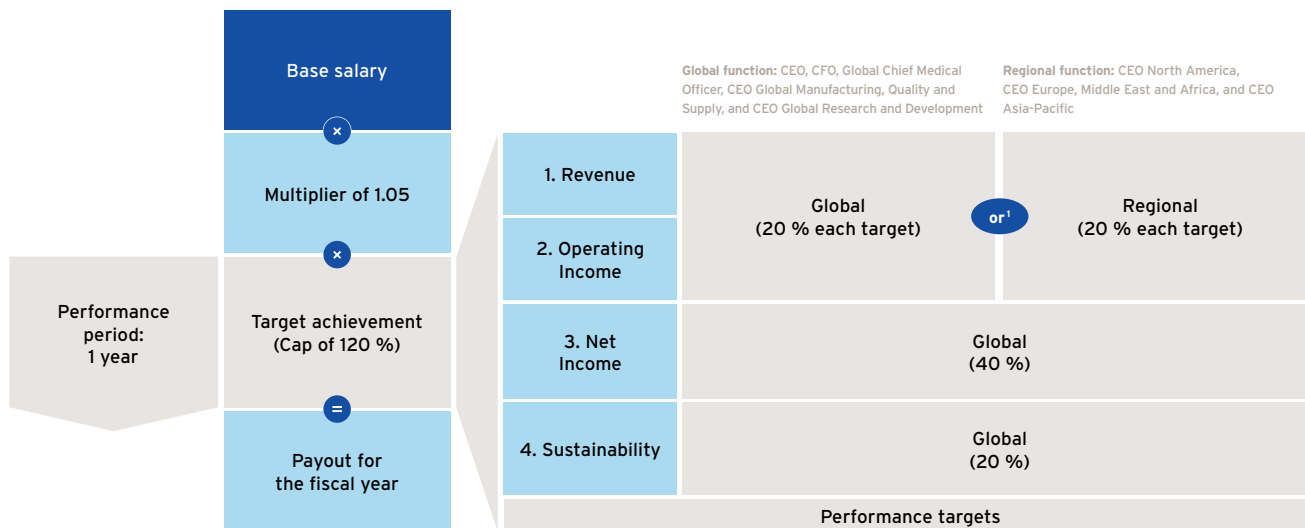 Base salary
×
Multiplier of 1.05
×
Performance
period:
1 year
Target achievement
(Cap of 120 %)
=
Payout for
the fiscal year
Global function: CEO, CFO, Global Chief Medical
Officer, CEO Global Manufacturing, Quality and
Supply, and CEO Global Research and Development
Regional function: CEO North America,
CEO Europe, Middle East and Africa, and CEO
Asia-Pacific
1. Revenue
2. Operating
Income
Global
(20 % each target)
or¹
Regional
(20 % each target)
3. Net
Income
Global
(40 %)
4. Sustainability
Global
(20 %)
Performance targets